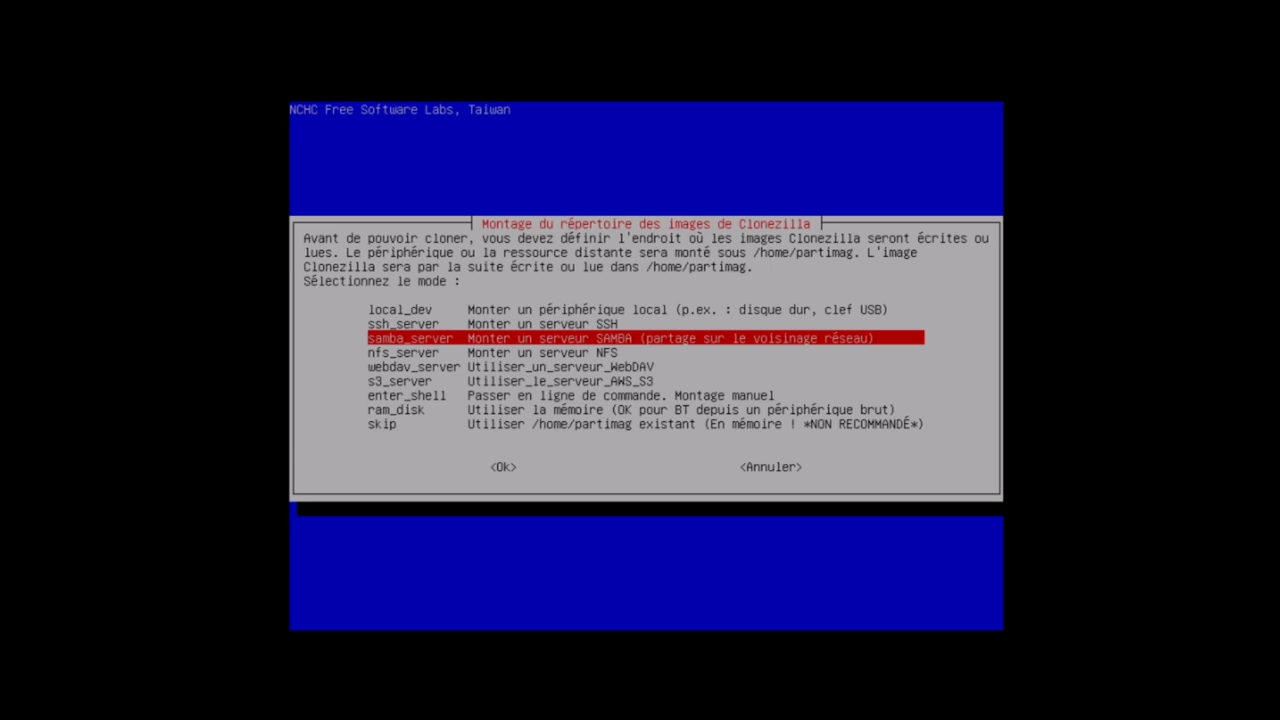 NCHC Free Software Labs, Taiwan
Montage du répertoire des images de Clonezilla
Avant de pouvoir cloner, vous devez définir l'endroit où les images Clonezilla seront écrites ou
lues. Le périphérique ou la ressource distante sera monté sous /home/partimag. L'image
Clonezilla sera par la suite écrite ou lue dans /home/partimag.
Sélectionnez le mode :
local_dev Monter un périphérique local (p.ex. : disque dur, clef USB)
ssh_server Monter un serveur SSH
samba_server Monter un serveur SAMBA (partage sur le voisinage réseau)
nfs_server Monter un serveur NFS
webdav_server Utiliser_un_serveur_WebDAV
s3_server Utiliser_le_serveur_AWS_S3
enter_shell Passer en ligne de commande. Montage manuel
ram_disk Utiliser la mémoire (OK pour BT depuis un périphérique brut)
skip Utiliser /home/partimag existant (En mémoire ! *NON RECOMMANDÉ*)
<Ok> <Annuler>